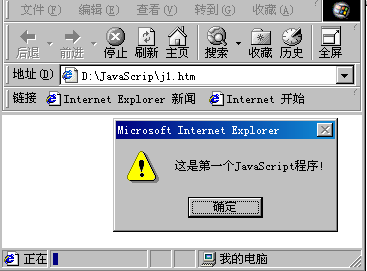 文件(F) 编辑(E) 查看(V) 转到(G) 收藏(A)
后退 前进 停止 刷新 主页 搜索 收藏 历史 全屏
地址(D) D:\JavaScrip\j1.htm
链接 Internet Explorer 新闻 Internet 开始
Microsoft Internet Explorer
这是第一个JavaScript程序!
确定
正在 我的电脑